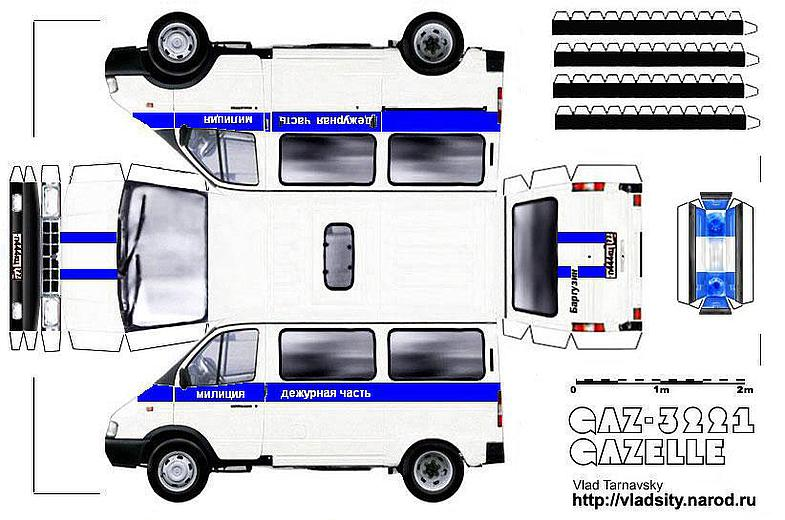 милиция
дежурная часть
Баргузин
милиция дежурная часть
0 1m 2m
GAZ-3221
GAZELLE
Vlad Tarnavsky
http://vladsity.narod.ru